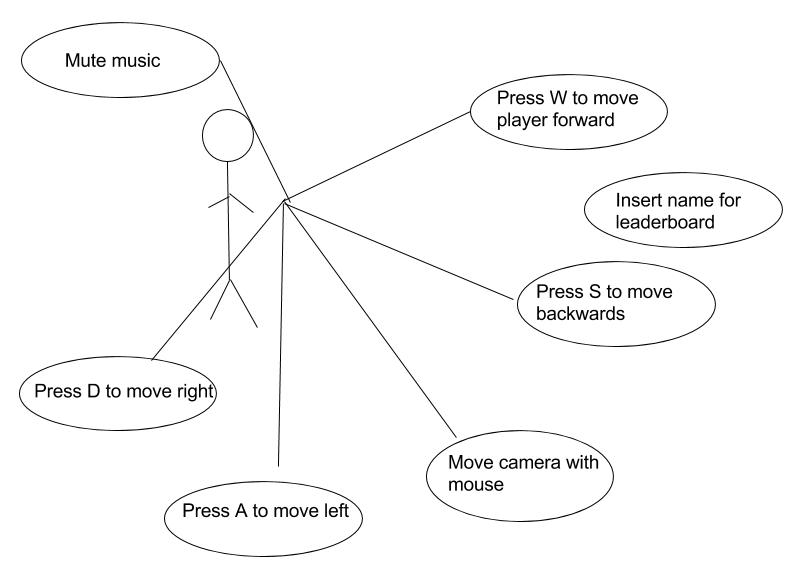 Mute music
Press W to move
player forward
Insert name for
leaderboard
Press S to move
backwards
Press D to move right
Move camera with
mouse
Press A to move left